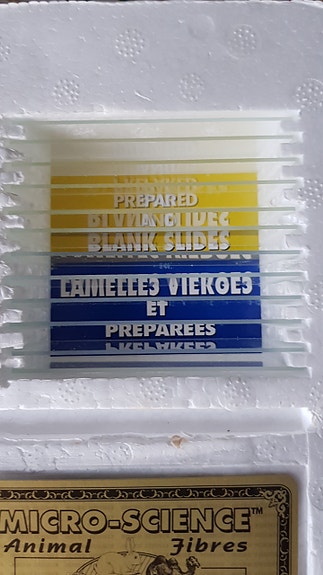 PREPARED
BLANK SLIDES
LAMELLES VIERGES
ET
PREPAREES
MICRO-SCIENCE™
Animal Fibres